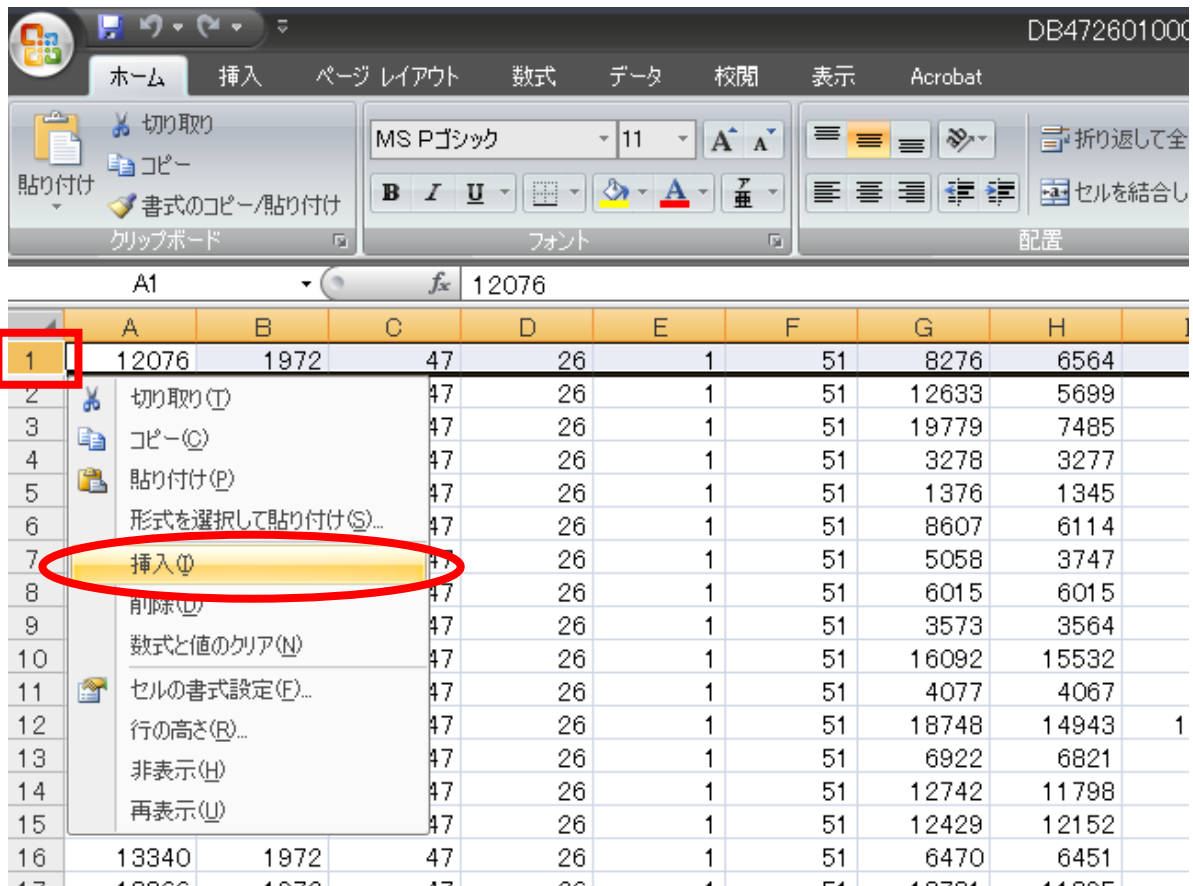 DB472601000
ホーム 挿入 ページ レイアウト 数式 データ 校閲 表示 Acrobat
貼り付け
切り取り
コピー
書式のコピー/貼り付け
クリップボード
MS Pゴシック 11 A A
B I U A ア亜
フォント
折り返して全
セルを結合し
配置
A1 fx 12076
A B C D E F G H
1 12076 1972 47 26 1 51 8276 6564
2 47 26 1 51 12633 5699
3 47 26 1 51 19779 7485
4 47 26 1 51 3278 3277
5 47 26 1 51 1376 1345
6 47 26 1 51 8607 6114
7 47 26 1 51 5058 3747
8 47 26 1 51 6015 6015
9 47 26 1 51 3573 3564
10 47 26 1 51 16092 15532
11 47 26 1 51 4077 4067
12 47 26 1 51 18748 14943 1
13 47 26 1 51 6922 6821
14 47 26 1 51 12742 11798
15 47 26 1 51 12429 12152
16 13340 1972 47 26 1 51 6470 6451
切り取り(T)
コピー(C)
貼り付け(P)
形式を選択して貼り付け(S)...
挿入(I)
削除(D)
数式と値のクリア(N)
セルの書式設定(F)...
行の高さ(R)...
非表示(H)
再表示(U)